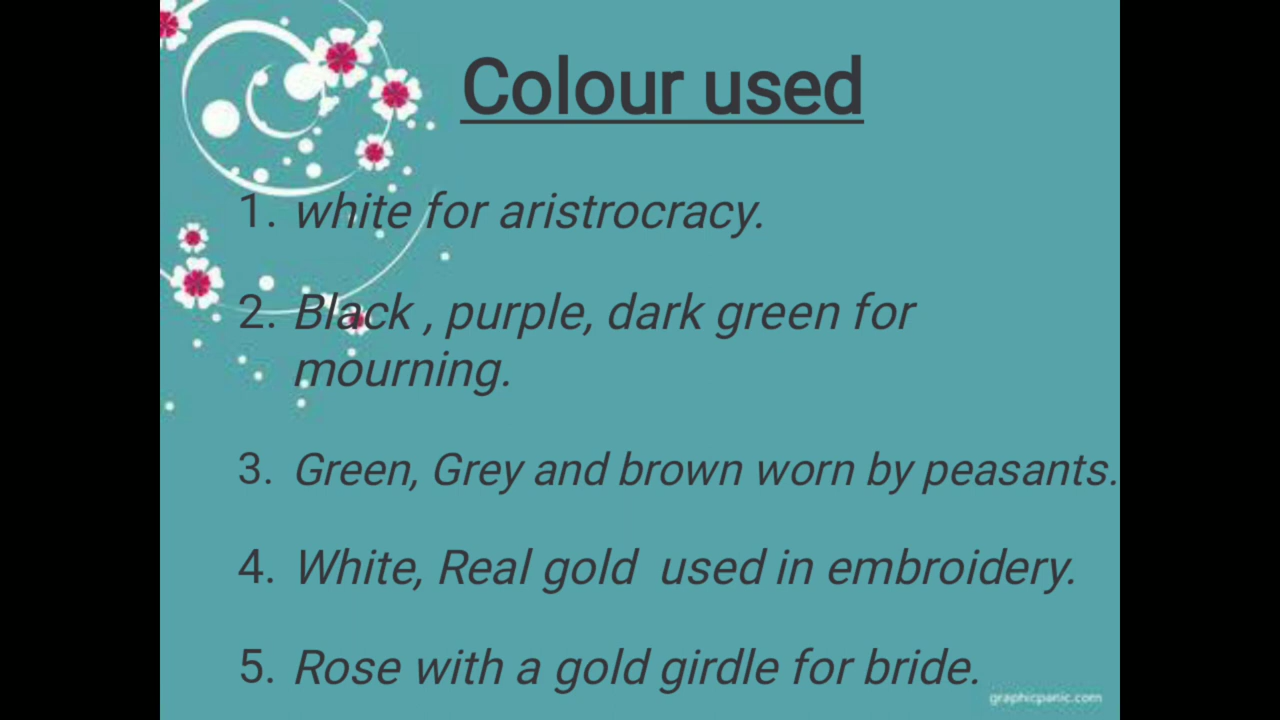 Colour used
1. white for aristrocracy.
2. Black , purple, dark green for
mourning.
3. Green, Grey and brown worn by peasants.
4. White, Real gold  used in embroidery.
5. Rose with a gold girdle for bride.
graphicpanic.com